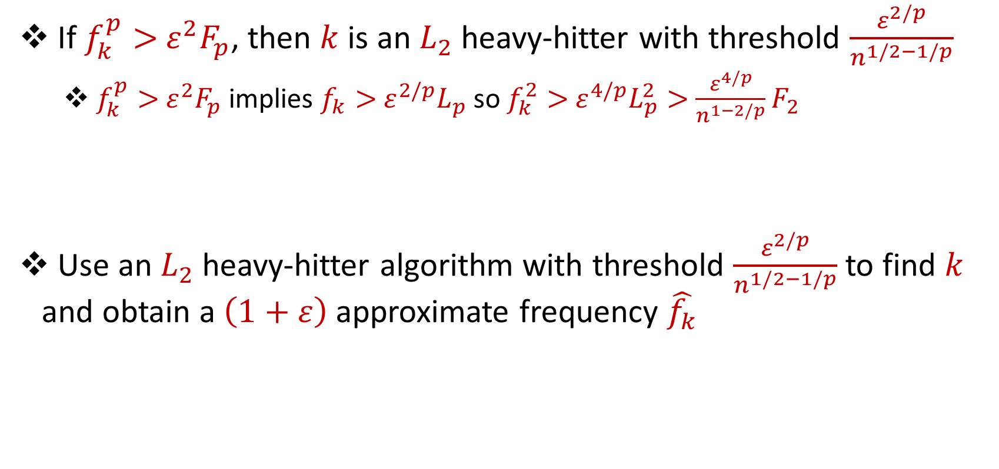 ❖ If $f_k^p > \varepsilon^2 F_p$, then $k$ is an $L_2$ heavy-hitter with threshold $\frac{\varepsilon^{2/p}}{n^{1/2-1/p}}$
❖ $f_k^p > \varepsilon^2 F_p$ implies $f_k > \varepsilon^{2/p} L_p$ so $f_k^2 > \varepsilon^{4/p} L_p^2 > \frac{\varepsilon^{4/p}}{n^{1-2/p}} F_2$
❖ Use an $L_2$ heavy-hitter algorithm with threshold $\frac{\varepsilon^{2/p}}{n^{1/2-1/p}}$ to find $k$
and obtain a $(1 + \varepsilon)$ approximate frequency $\widehat{f_k}$